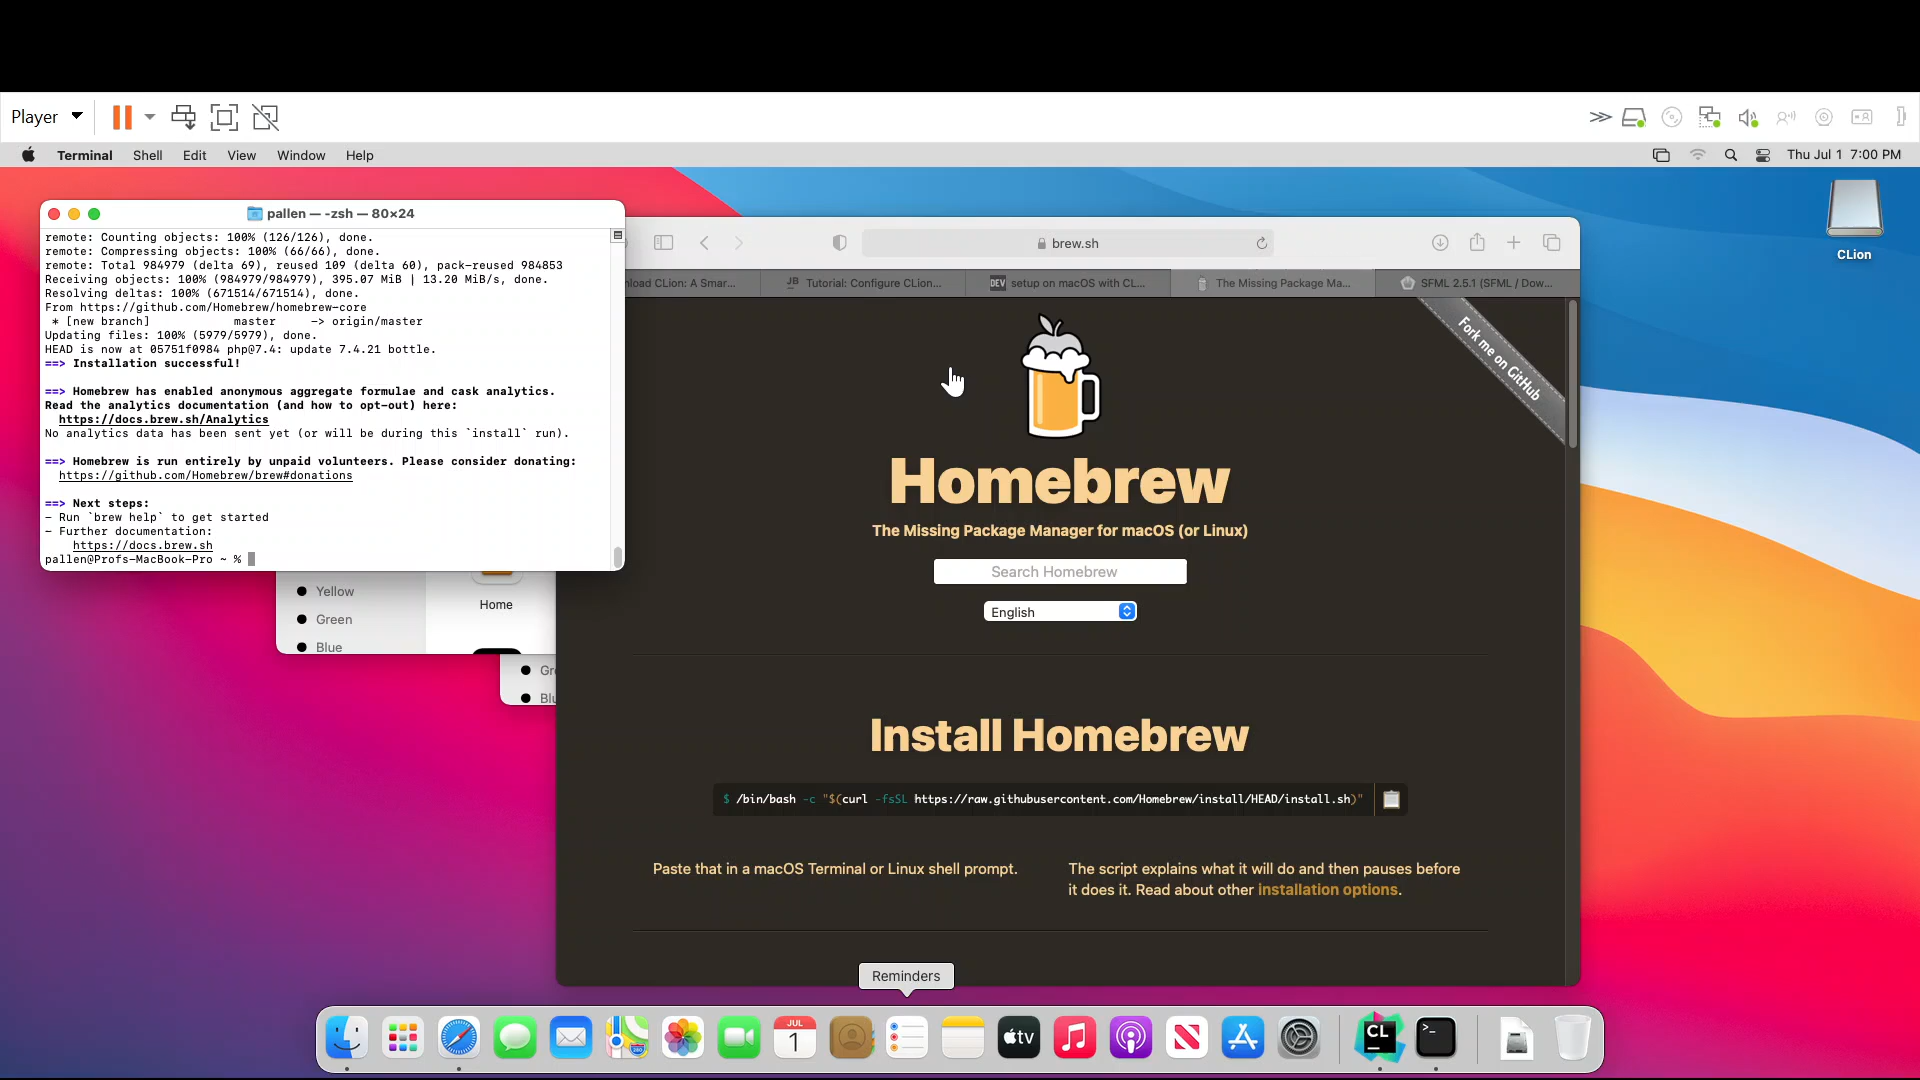 Player
Terminal Shell Edit View Window Help
Thu Jul 1 7:00 PM
CLion
pallen — -zsh — 80×24
remote: Counting objects: 100% (126/126), done.
remote: Compressing objects: 100% (66/66), done.
remote: Total 984979 (delta 69), reused 109 (delta 60), pack-reused 984853
Receiving objects: 100% (984979/984979), 395.07 MiB | 13.20 MiB/s, done.
Resolving deltas: 100% (671514/671514), done.
From https://github.com/Homebrew/homebrew-core
* [new branch] master -> origin/master
Updating files: 100% (5979/5979), done.
HEAD is now at 05751f0984 php@7.4: update 7.4.21 bottle.
==> Installation successful!
==> Homebrew has enabled anonymous aggregate formulae and cask analytics.
Read the analytics documentation (and how to opt-out) here:
https://docs.brew.sh/Analytics
No analytics data has been sent yet (or will be during this `install` run).
==> Homebrew is run entirely by unpaid volunteers. Please consider donating:
https://github.com/Homebrew/brew#donations
==> Next steps:
- Run `brew help` to get started
- Further documentation:
https://docs.brew.sh
pallen@Profs-MacBook-Pro ~ %
Yellow
Green
Blue
Home
Gr
Blu
brew.sh
load CLion: A Smar...
JB Tutorial: Configure CLion...
DEV setup on macOS with CL...
The Missing Package Ma...
SFML 2.5.1 (SFML / Dow...
Fork me on GitHub
Homebrew
The Missing Package Manager for macOS (or Linux)
Search Homebrew
English
Install Homebrew
$ /bin/bash -c "$(curl -fsSL https://raw.githubusercontent.com/Homebrew/install/HEAD/install.sh)"
Paste that in a macOS Terminal or Linux shell prompt.
The script explains what it will do and then pauses before
it does it. Read about other installation options.
Reminders
JUL
1
tv
CL
>_